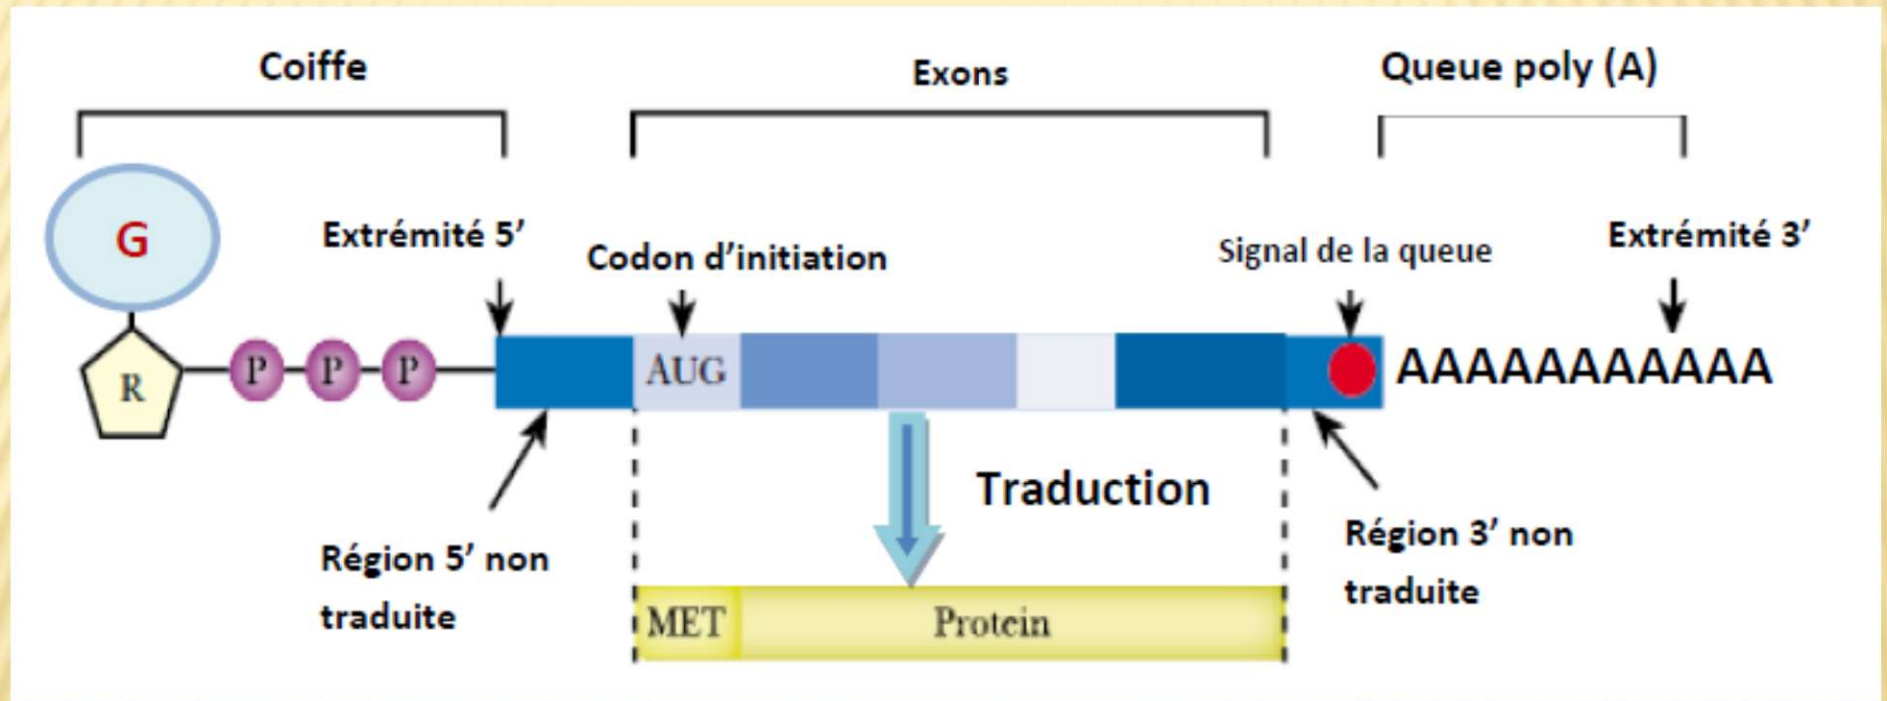 Coiffe
Exons
Queue poly (A)
G
Extrémité 5’
Codon d’initiation
Signal de la queue
Extrémité 3’
R
P
P
P
AUG
AAAAAAAAAAA
Traduction
Région 5’ non
traduite
Région 3’ non
traduite
MET
Protein